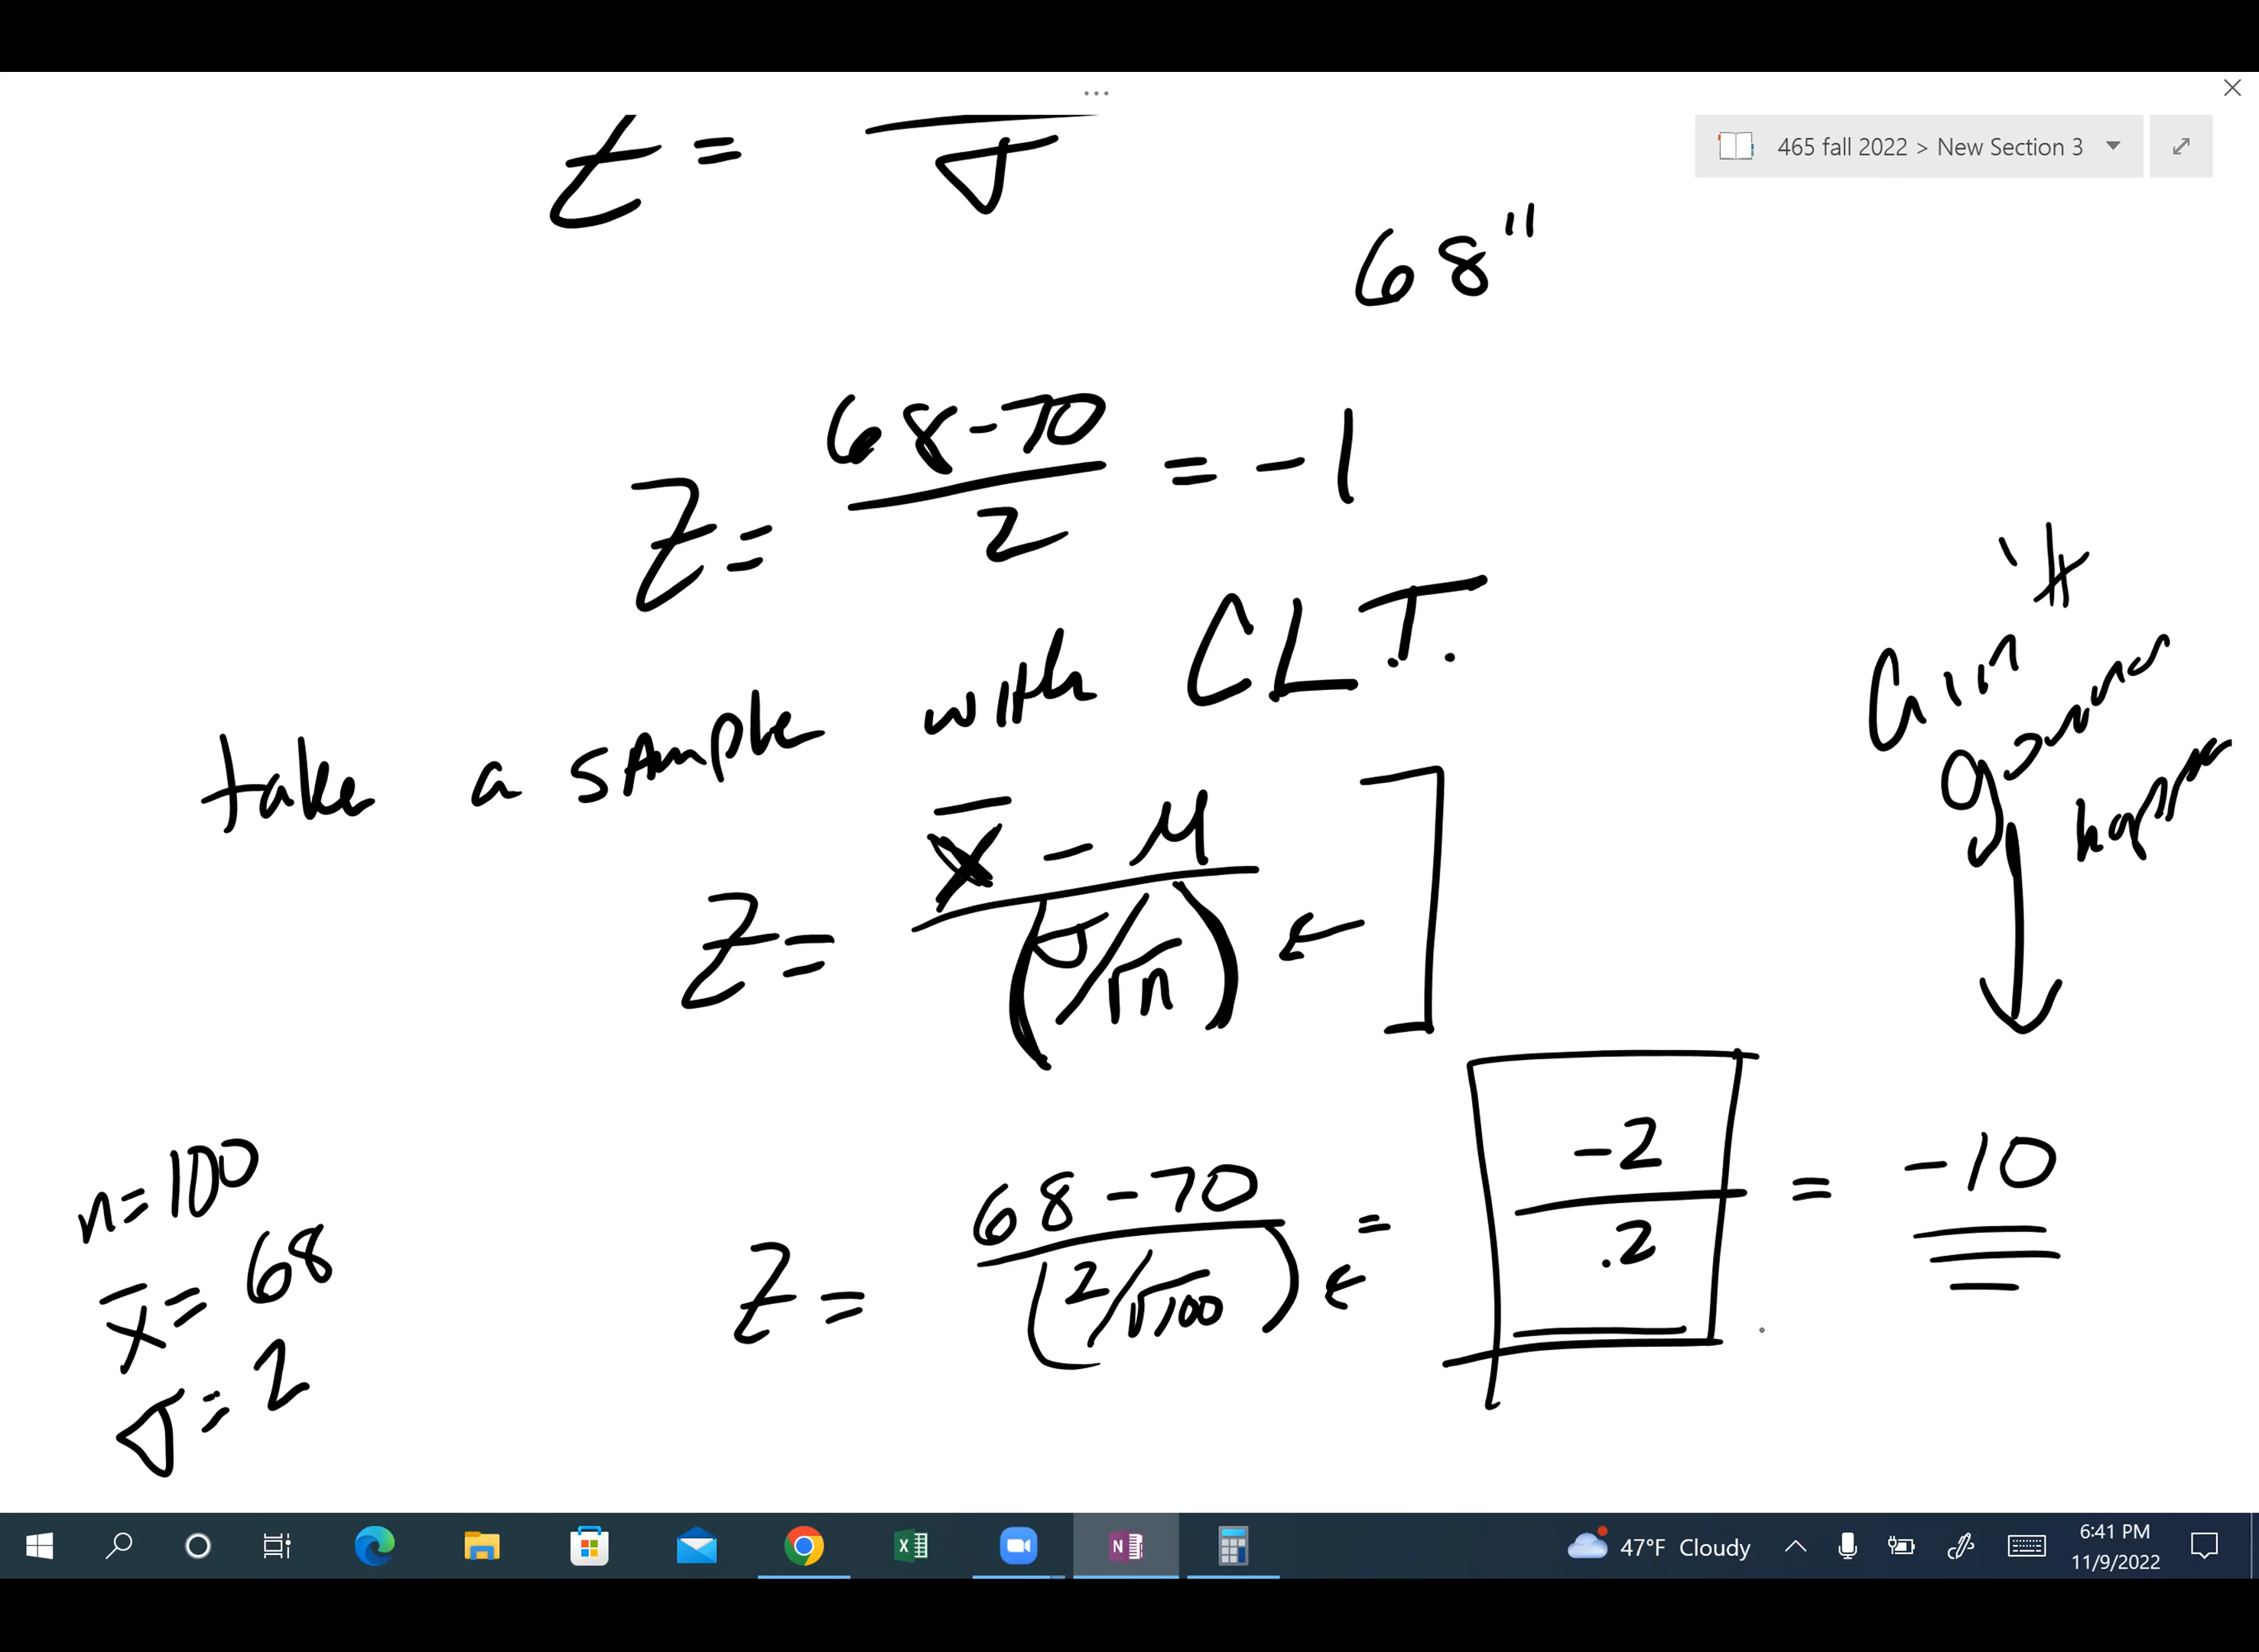 ...
465 fall 2022 > New Section 3
t = ― / σ
68"
Z = (68-70) / 2 = -1
take a sample with C.L.T.
Z = (x̄ - μ) / (σ/√n) ← ]
n=100
x̄= 68
σ= 2
Z = (68-70) / (2/√100) ← = -2 / .2 = -10
47°F Cloudy
6:41 PM
11/9/2022